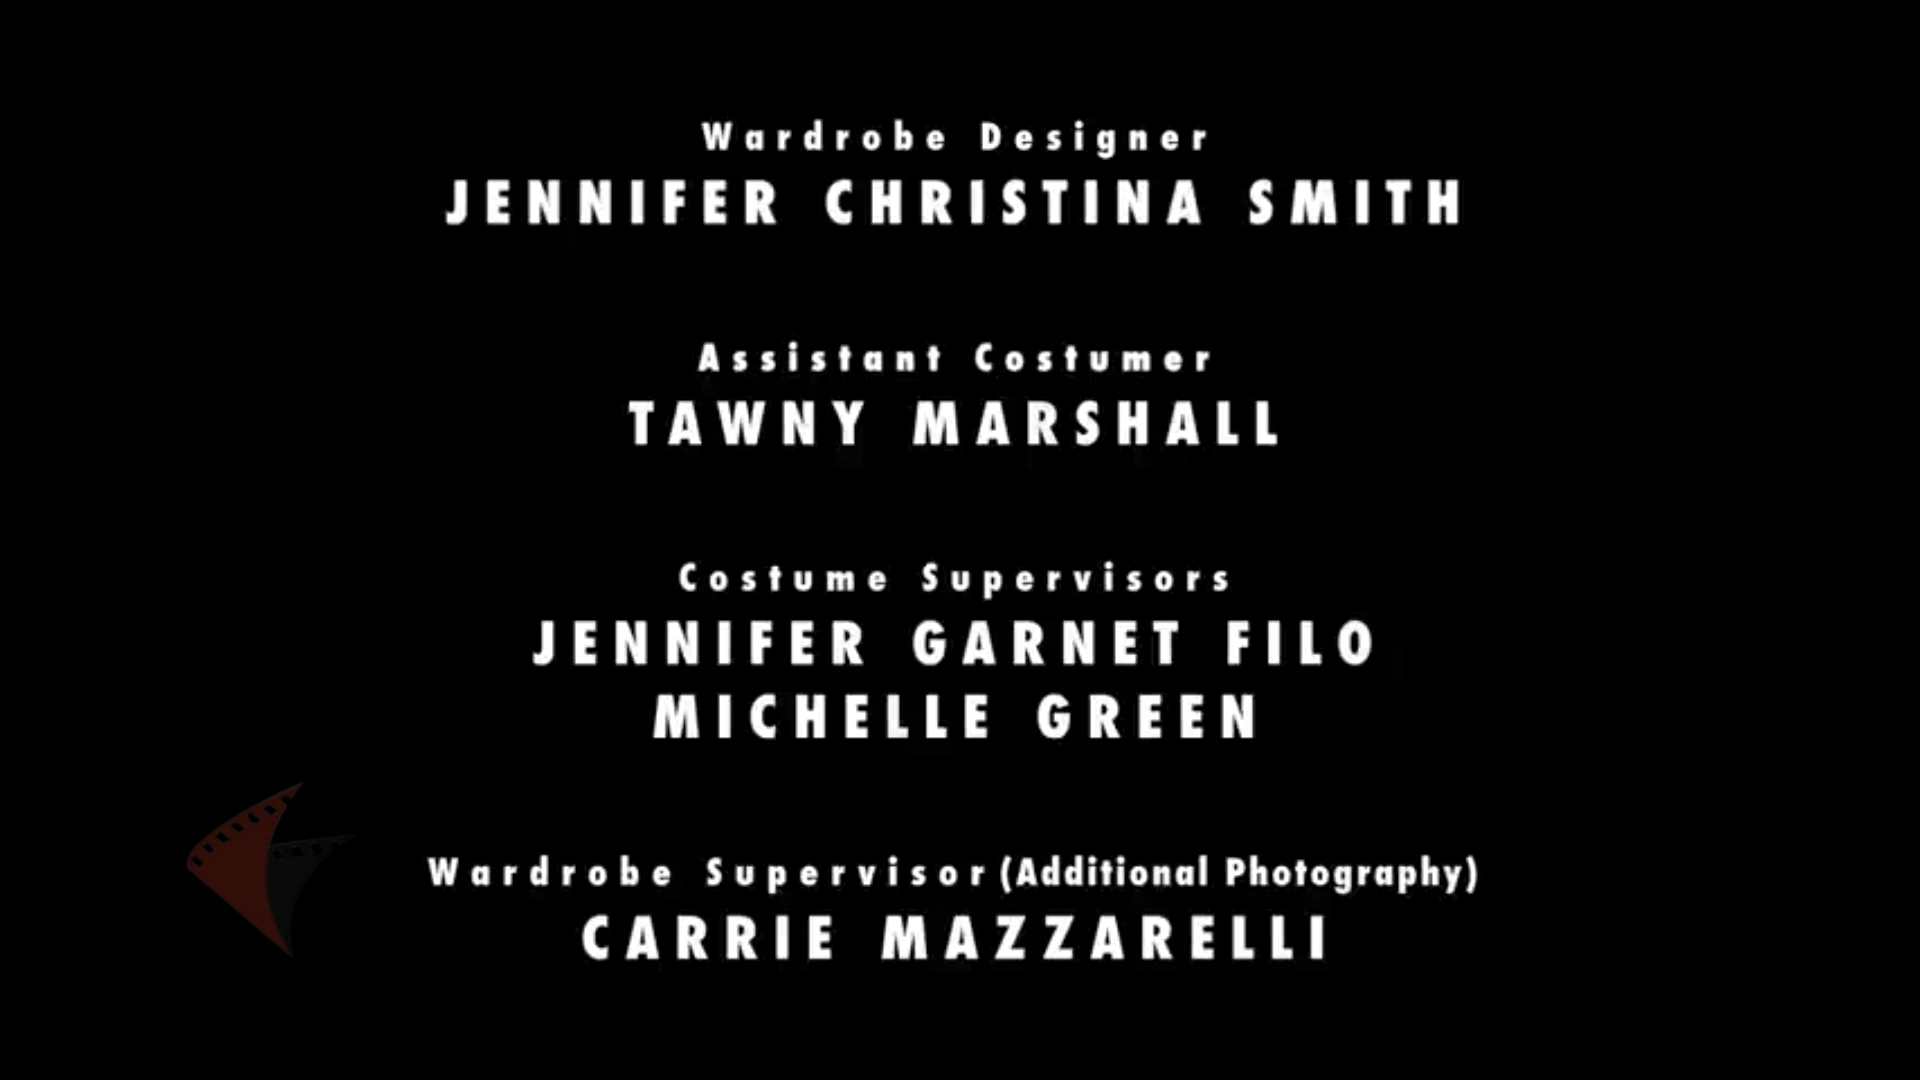 Wardrobe Designer
JENNIFER CHRISTINA SMITH
Assistant Costumer
TAWNY MARSHALL
Costume Supervisors
JENNIFER GARNET FILO
MICHELLE GREEN
Wardrobe Supervisor (Additional Photography)
CARRIE MAZZARELLI